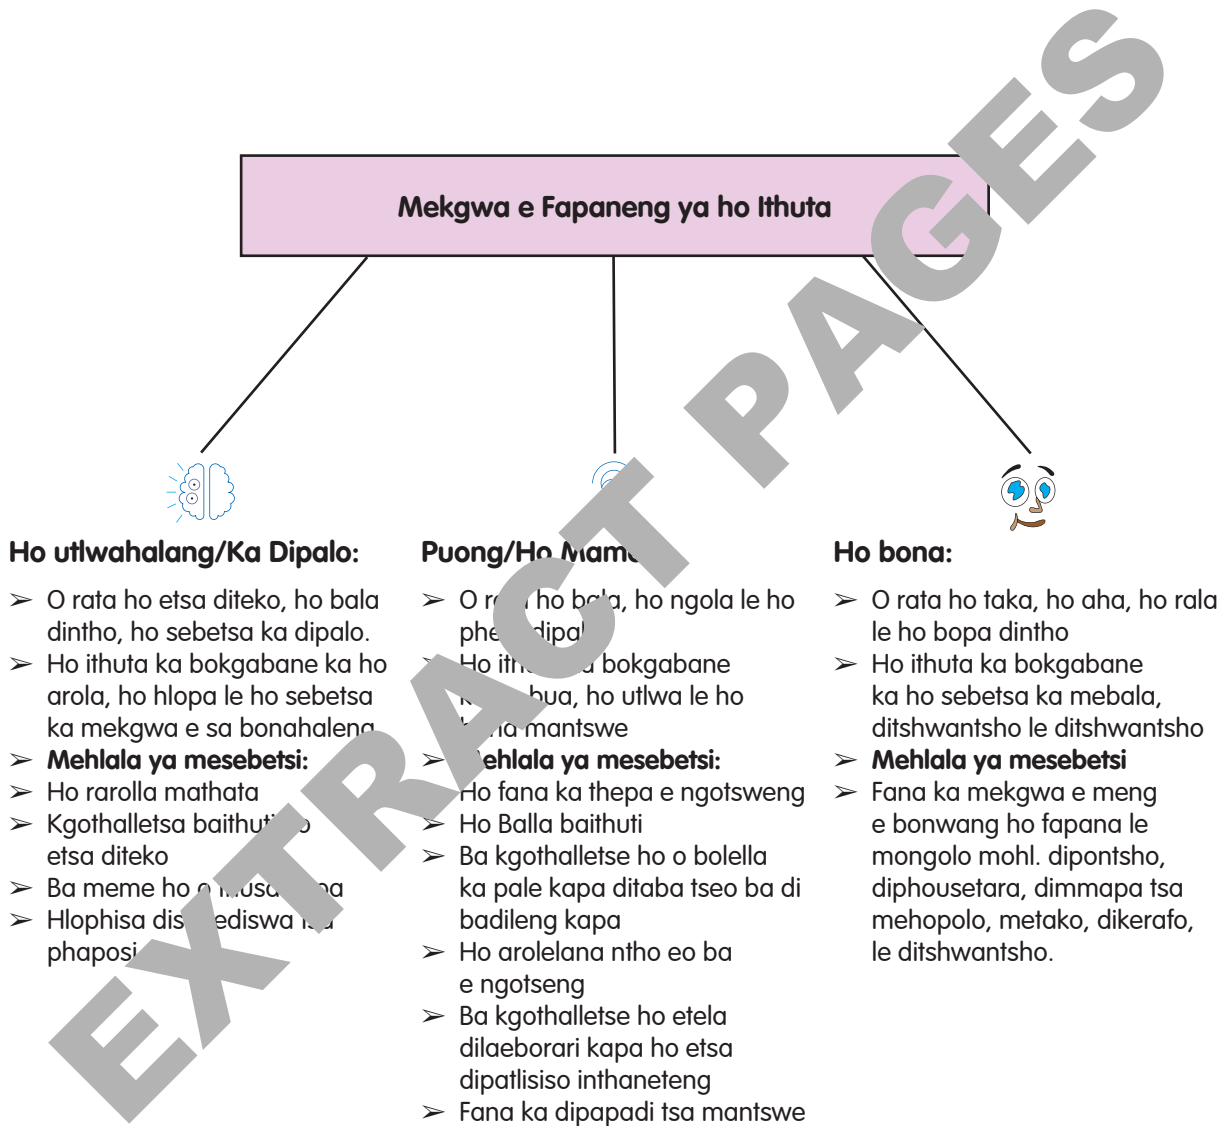 Mekgwa e Fapaneng ya ho Ithuta
Ho utlwahalang/Ka Dipalo:
O rata ho etsa diteko, ho bala
dintho, ho sebetsa ka dipalo.
Ho ithuta ka bokgabane ka ho
arola, ho hlopa le ho sebetsa
ka mekgwa e sa bonahaleng
Mehlala ya mesebetsi:
Ho rarolla mathata
Kgothalletsa baithuti
etsa diteko
Ba meme ho o
Hlophisa
phaposi
Puong/Ho
O ho bala, ho ngola le ho
Ho bokgabane
bua, ho utlwa le ho
mantswe
Mehlala ya mesebetsi:
Ho fana ka thepa e ngotsweng
Ho Balla baithuti
Ba kgothalletse ho o bolella
ka pale kapa ditaba tseo ba di
badileng kapa
Ho arolelana ntho eo ba
e ngotseng
Ba kgothalletse ho etela
dilaeborari kapa ho etsa
dipatlisiso inthaneteng
Fana ka dipapadi tsa mantswe
Ho bona:
O rata ho taka, ho aha, ho rala
le ho bopa dintho
Ho ithuta ka bokgabane
ka ho sebetsa ka mebala,
ditshwantsho le ditshwantsho
Mehlala ya mesebetsi
Fana ka mekgwa e meng
e bonwang ho fapana le
mongolo mohl. dipontsho,
diphousetara, dimmapa tsa
mehopolo, metako, dikerafo,
le ditshwantsho.
EXTRACT PAGES